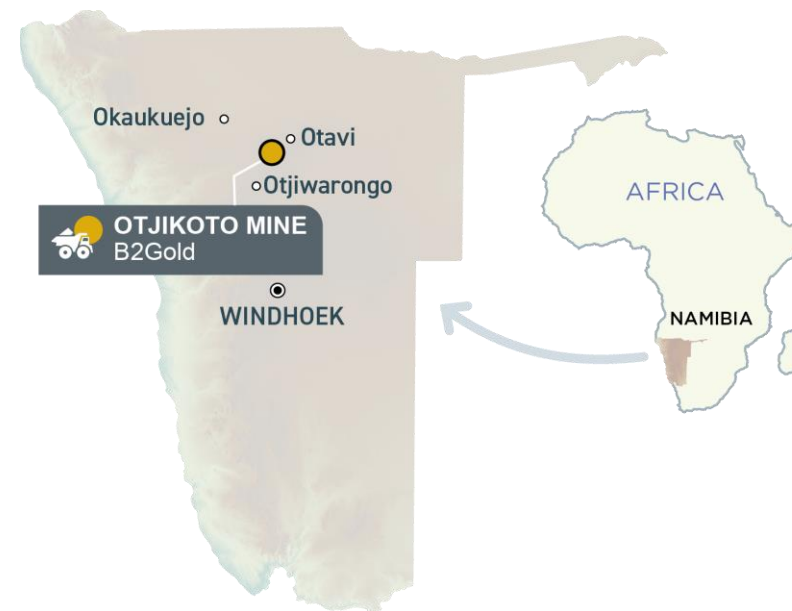 Okaukuejo
Otavi
Otjiwarongo
OTJIKOTO MINE
B2Gold
WINDHOEK
AFRICA
NAMIBIA